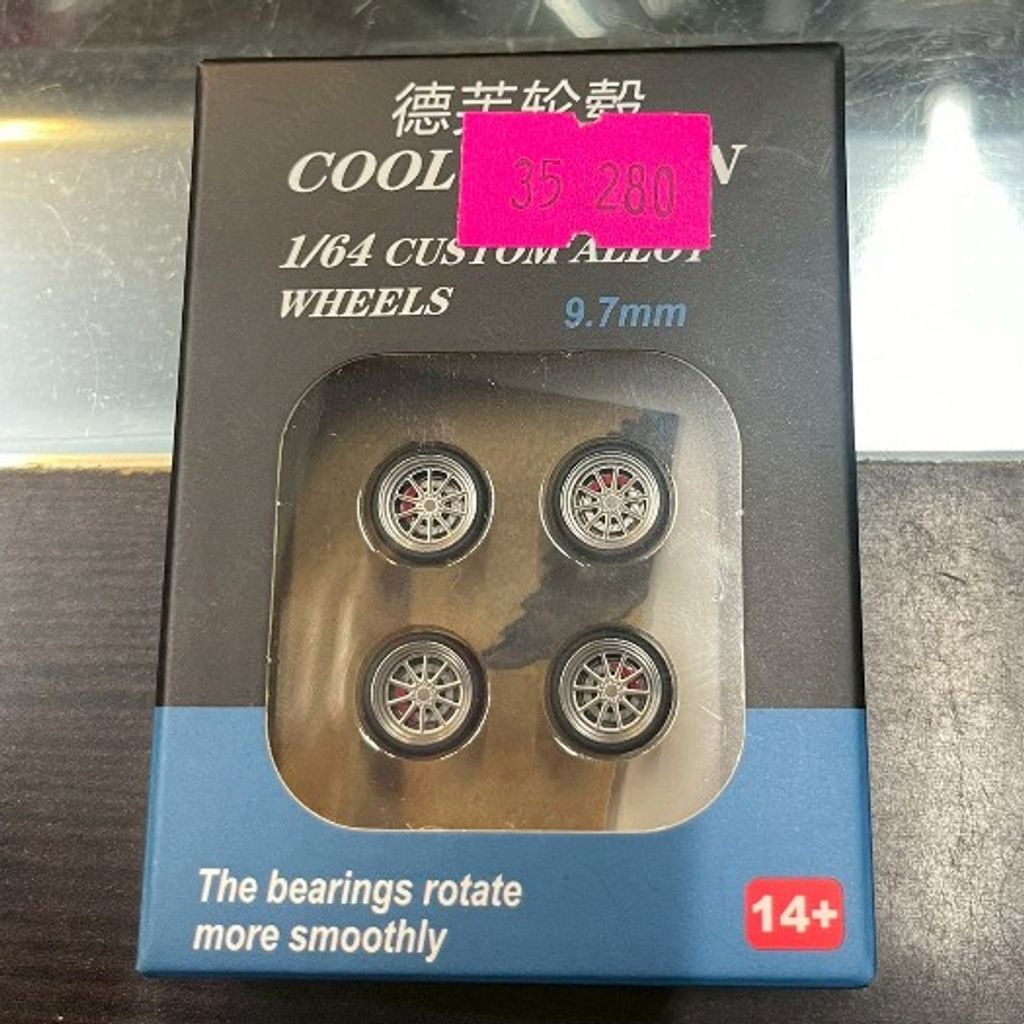 德芙轮毂
COOL
35 280
1/64 CUSTOM ALLOY
WHEELS
9.7mm
The bearings rotate
more smoothly
14+